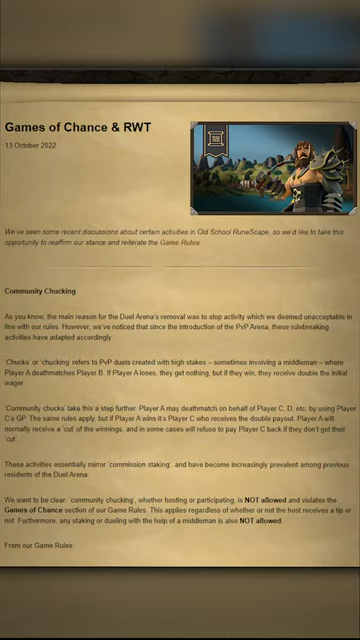 Games of Chance & RWT
13 October 2022
We've seen some recent discussions about certain activities in Old School RuneScape, so we'd like to take this
opportunity to reaffirm our stance and reiterate the Game Rules.
Community Chucking
As you know, the main reason for the Duel Arena's removal was to stop activity which we deemed unacceptable in
line with our rules. However, we've noticed that since the introduction of the PvP Arena, these rulebreaking
activities have adapted accordingly.
'Chucks' or 'chucking' refers to PvP duels created with high stakes – sometimes involving a middleman – where
Player A deathmatches Player B. If Player A loses, they get nothing, but if they win, they receive double the initial
wager.
'Community chucks' take this a step further. Player A may deathmatch on behalf of Player C, D, etc. by using Player
C's GP. The same rules apply, but if Player A wins it's Player C who receives the double payout. Player A will
normally receive a 'cut' of the winnings, and in some cases will refuse to pay Player C back if they don't get their
'cut'.
These activities essentially mirror 'commission staking', and have become increasingly prevalent among previous
residents of the Duel Arena.
We want to be clear: 'community chucking', whether hosting or participating, is NOT allowed and violates the
Games of Chance section of our Game Rules. This applies regardless of whether or not the host receives a tip or
not. Furthermore, any staking or dueling with the help of a middleman is also NOT allowed.
From our Game Rules: